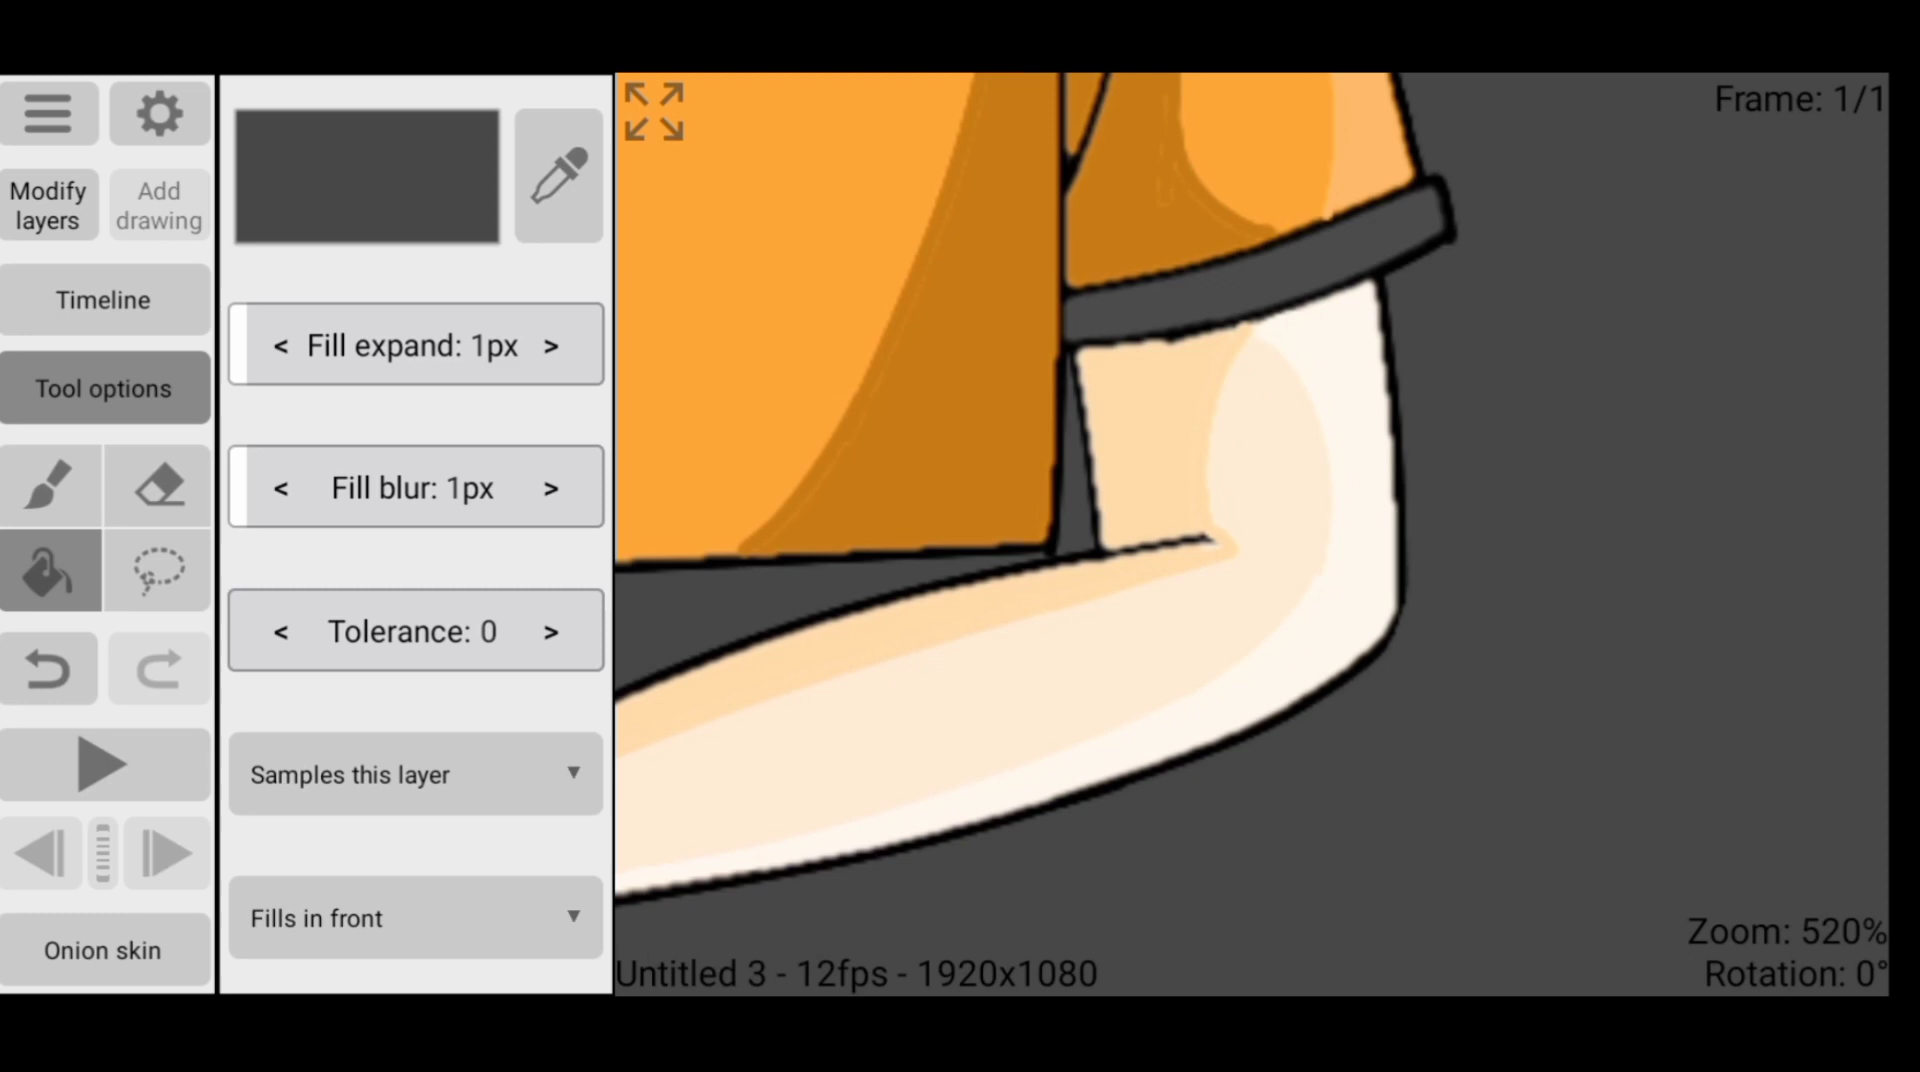 Frame: 1/1
Modify
layers
Add
drawing
Timeline
< Fill expand: 1px >
Tool options
< Fill blur: 1px >
< Tolerance: 0 >
Samples this layer
Fills in front
Onion skin
Untitled 3 - 12fps - 1920x1080
Zoom: 520%
Rotation: 0°